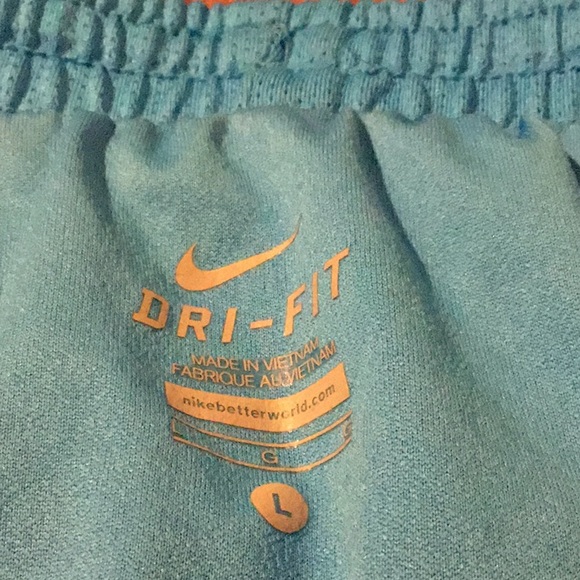 DRI-FIT
MADE IN VIETNAM
FABRIQUE AU VIETNAM
nikebetterworld.com
G
L